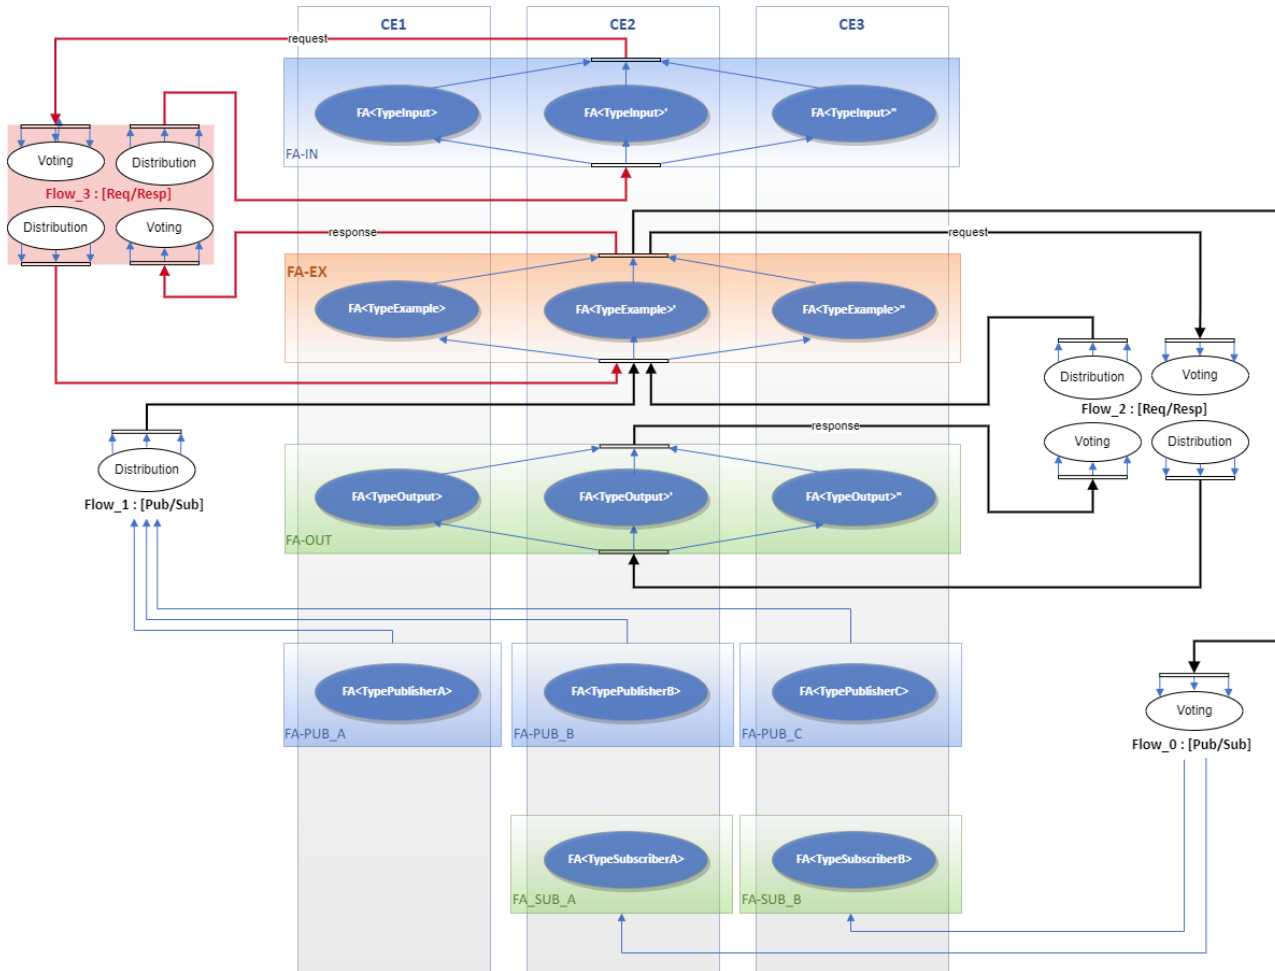 CE1
CE2
CE3
request
FA<TypeInput>
FA<TypeInput>'
FA<TypeInput>"
FA-IN
Voting
Distribution
Flow_3 : [Req/Resp]
Distribution
Voting
response
request
FA-EX
FA<TypeExample>
FA<TypeExample>'
FA<TypeExample>"
Distribution
Voting
Flow_2 : [Req/Resp]
Voting
Distribution
response
Distribution
Flow_1 : [Pub/Sub]
FA<TypeOutput>
FA<TypeOutput>'
FA<TypeOutput>"
FA-OUT
FA<TypePublisherA>
FA<TypePublisherB>
FA<TypePublisherC>
FA-PUB_A
FA-PUB_B
FA-PUB_C
Voting
Flow_0 : [Pub/Sub]
FA<TypeSubscriberA>
FA<TypeSubscriberB>
FA_SUB_A
FA-SUB_B